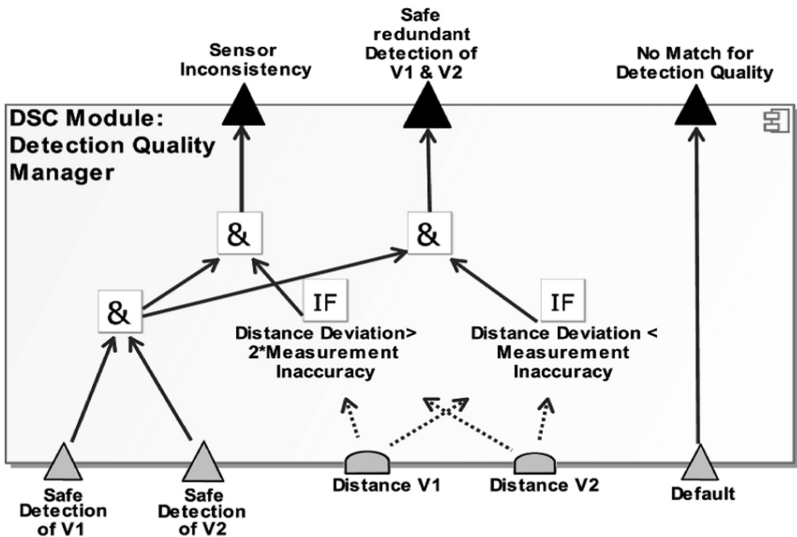 Sensor
Inconsistency
Safe
redundant
Detection of
V1 & V2
No Match for
Detection Quality
DSC Module:
Detection Quality
Manager
&
&
&
IF
Distance Deviation>
2*Measurement
Inaccuracy
IF
Distance Deviation <
Measurement
Inaccuracy
Safe
Detection
of V1
Safe
Detection
of V2
Distance V1
Distance V2
Default